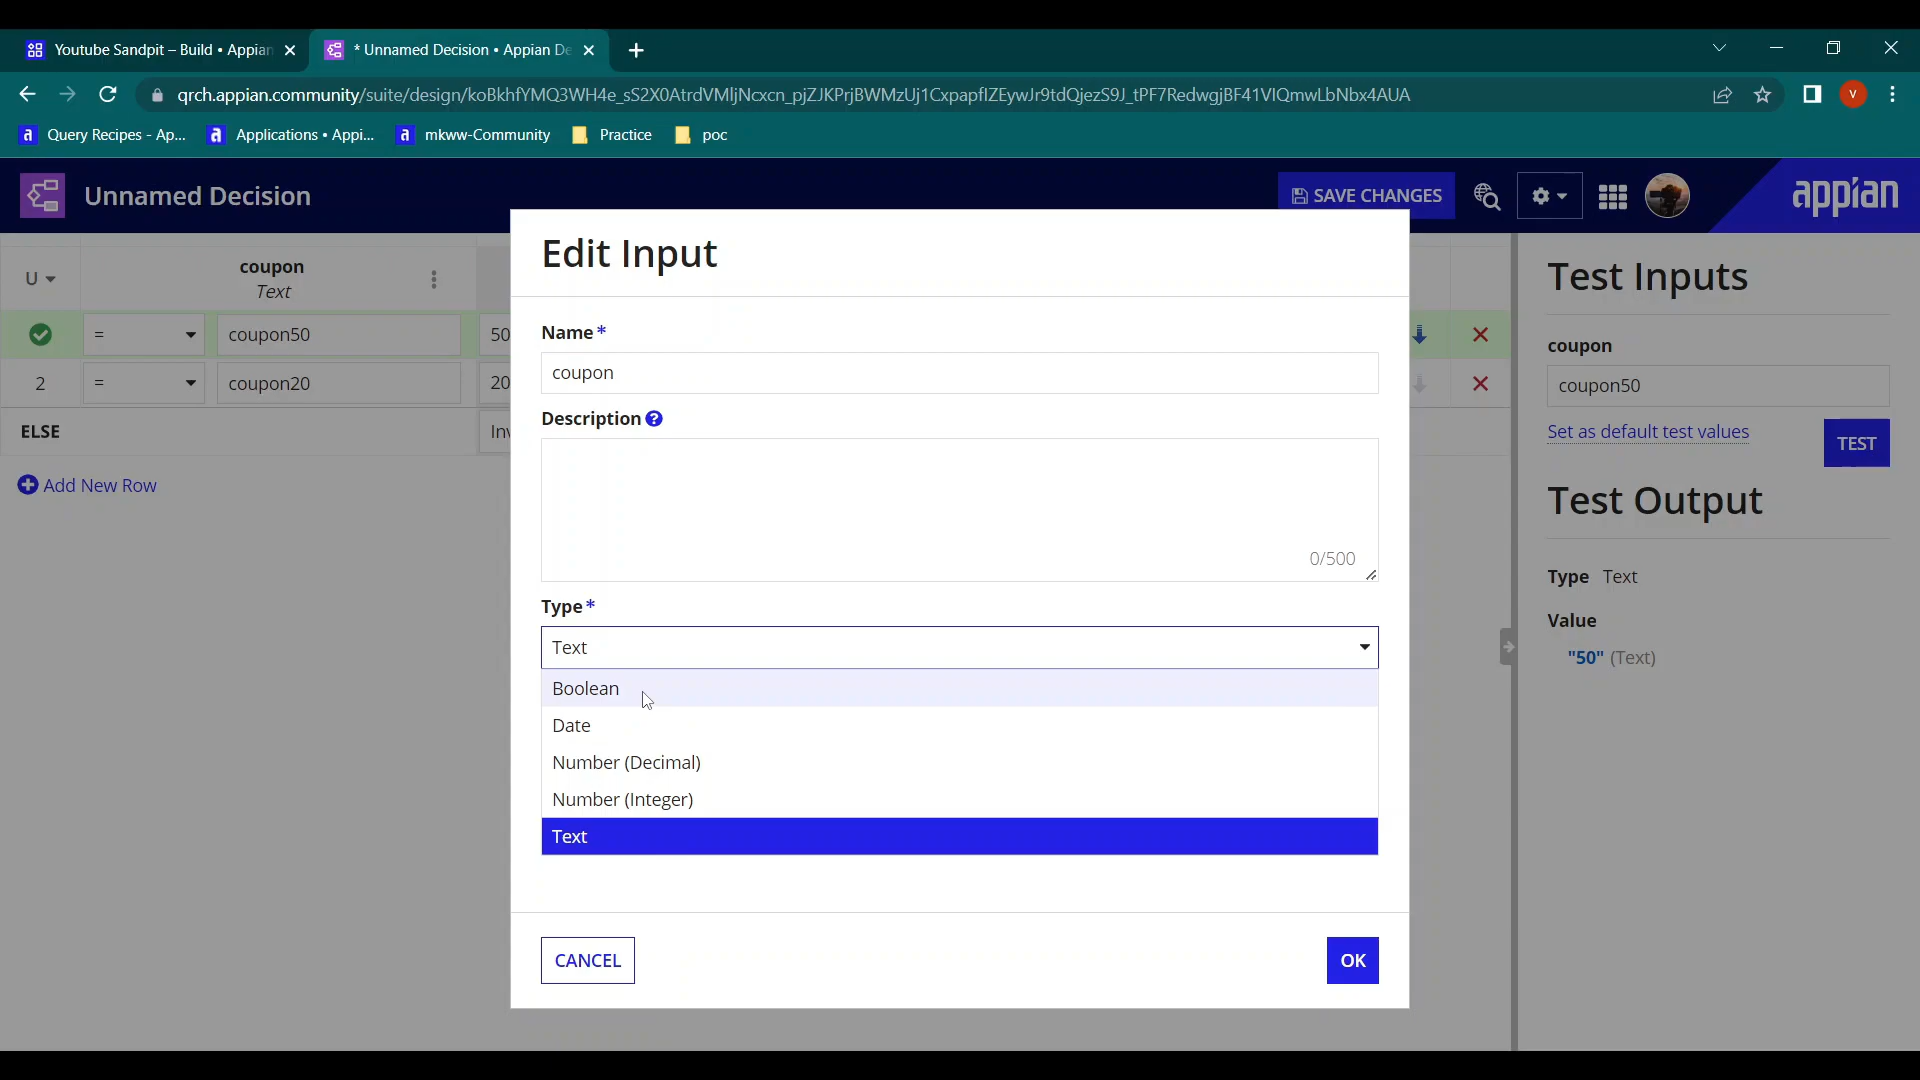 Youtube Sandpit – Build • Appian
* Unnamed Decision • Appian De
qrch.appian.community/suite/design/koBkhfYMQ3WH4e_sS2X0AtrdVMljNcxcn_pjZJKPrjBWMzUj1CxpapflZEywJr9tdQjezS9J_tPF7RedwgjBF41VIQmwLbNbx4AUA
V
Query Recipes - Ap...
Applications • Appi...
mkww-Community
Practice
poc
Unnamed Decision
SAVE CHANGES
appian
U
coupon
Text
=
coupon50
50
2
=
coupon20
20
ELSE
Inv
Add New Row
Edit Input
Name*
coupon
Description
0/500
Type*
Text
Boolean
Date
Number (Decimal)
Number (Integer)
Text
CANCEL
OK
Test Inputs
coupon
coupon50
Set as default test values
TEST
Test Output
Type Text
Value
"50" (Text)